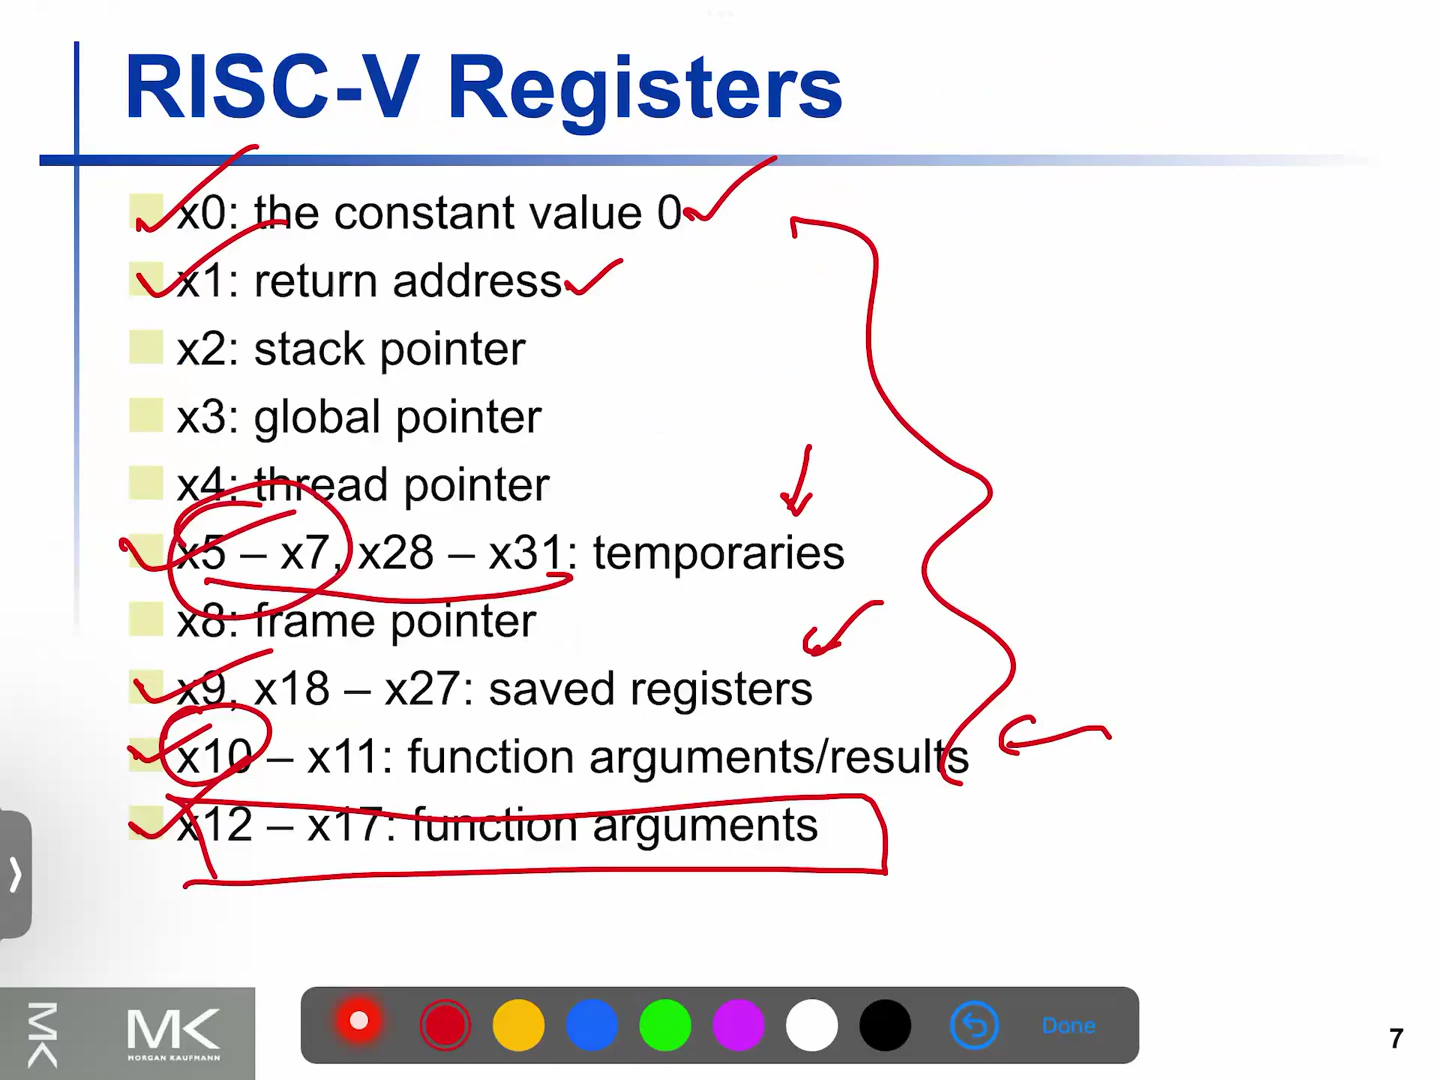 RISC-V Registers
x0: the constant value 0
x1: return address
x2: stack pointer
x3: global pointer
x4: thread pointer
x5 – x7, x28 – x31: temporaries
x8: frame pointer
x9, x18 – x27: saved registers
x10 – x11: function arguments/results
x12 – x17: function arguments
MK
MK
MORGAN KAUFMANN
Done
7